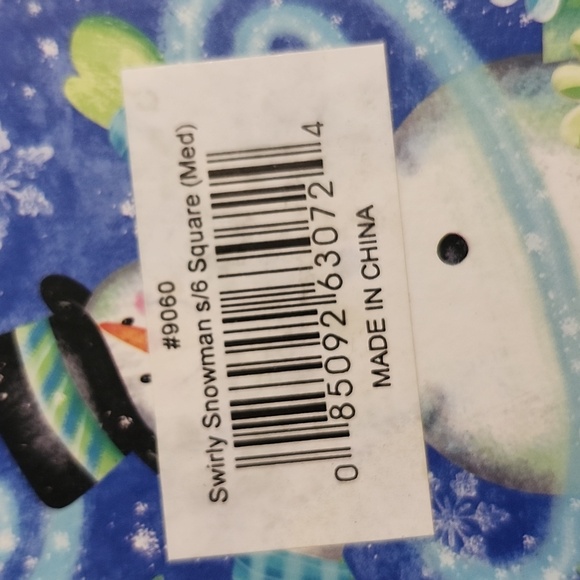 #9060
Swirly Snowman s/6 Square (Med)
0 85092 63072 4
MADE IN CHINA